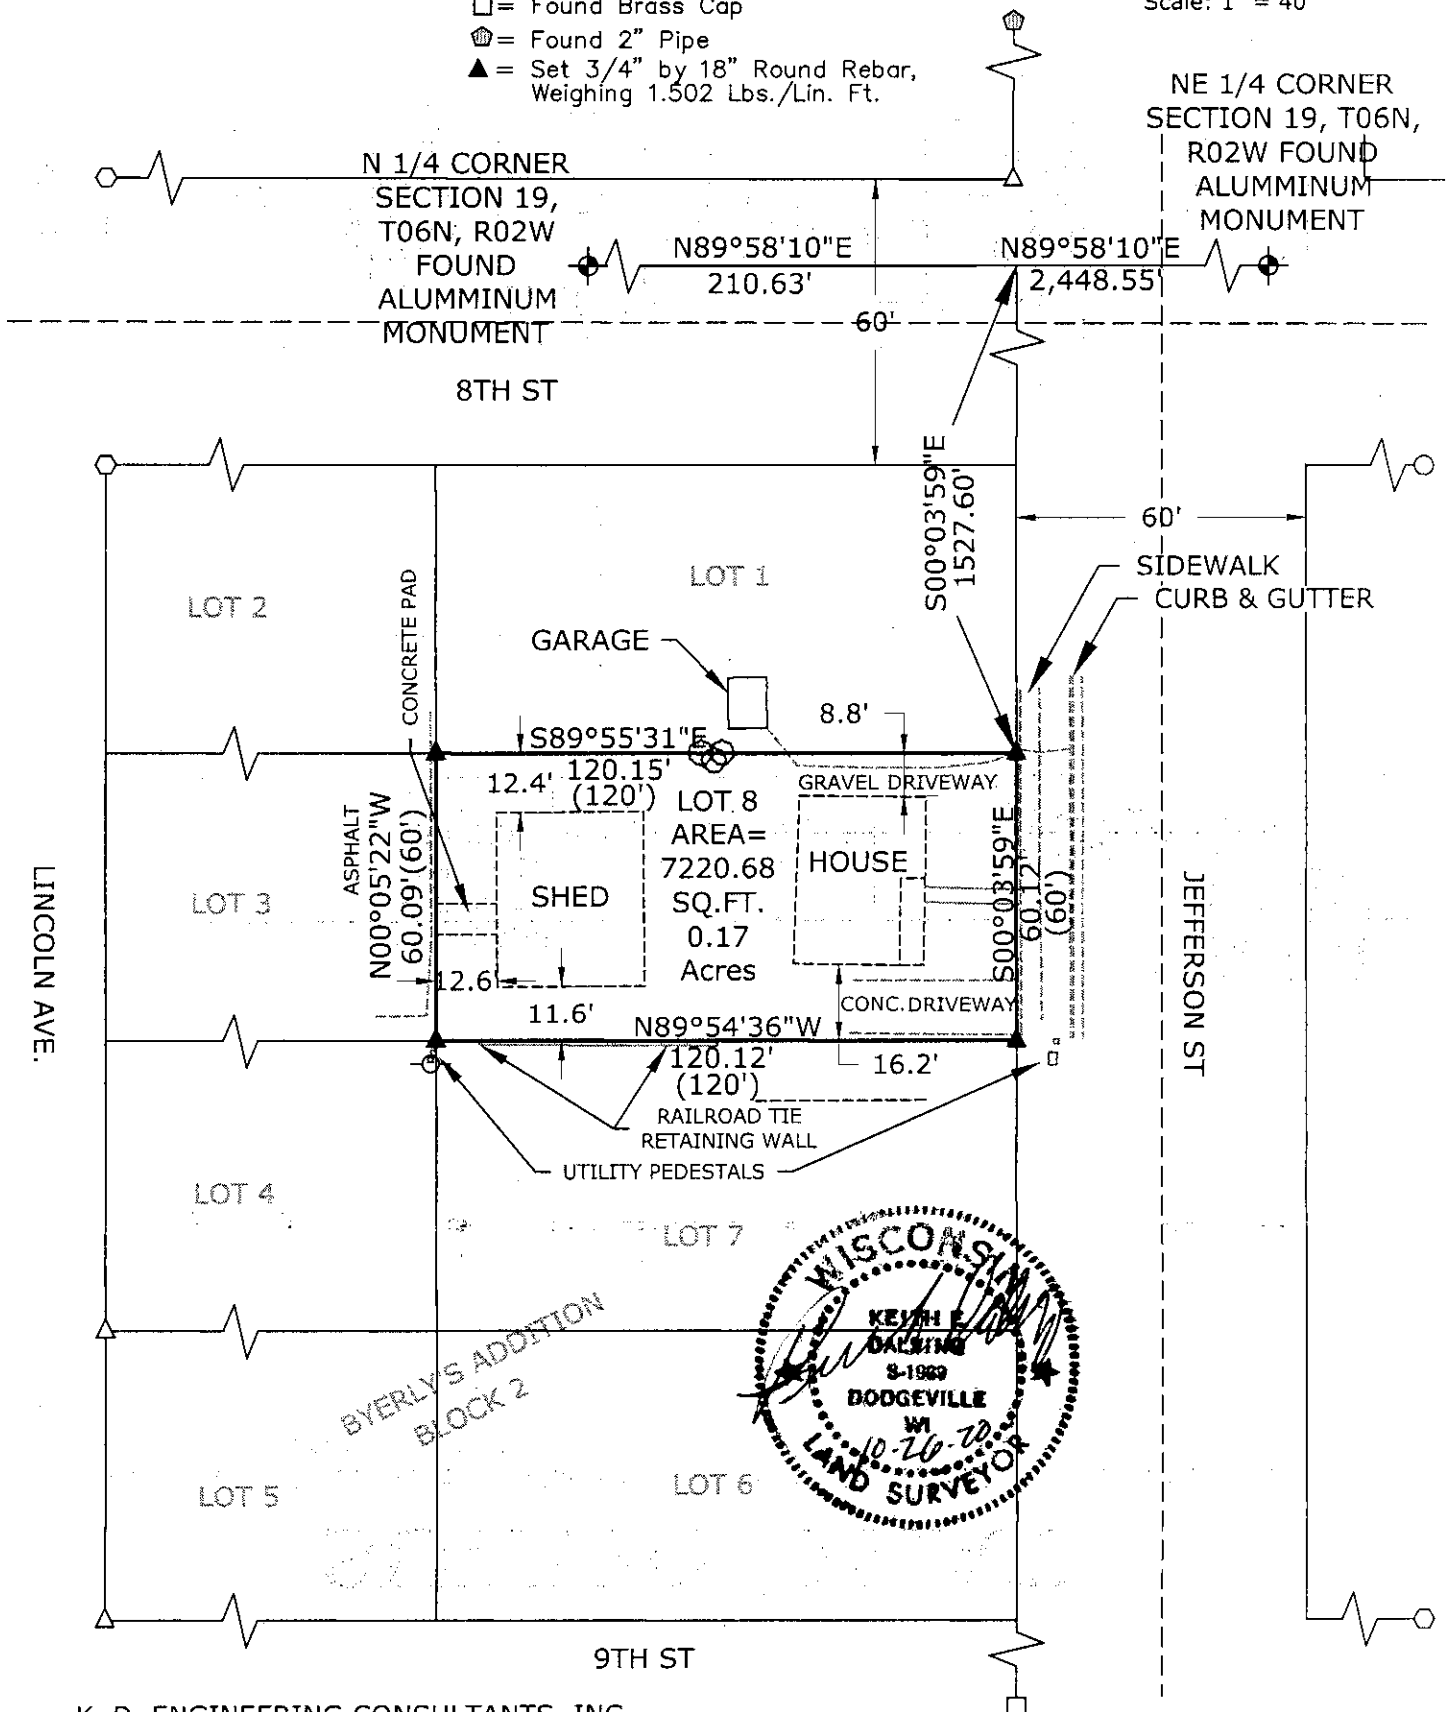 □= Found Brass Cap
= Found 2" Pipe
▲= Set 3/4" by 18" Round Rebar,
Weighing 1.502 Lbs./Lin. Ft.
Scale: 1" = 40'
NE 1/4 CORNER
SECTION 19, T06N,
R02W FOUND
ALUMMINUM
MONUMENT
N 1/4 CORNER
SECTION 19,
T06N, R02W
FOUND
ALUMMINUM
MONUMENT
N89°58'10"E
210.63'
N89°58'10"E
2,448.55'
60'
8TH ST
S00°03'59"E
1527.60'
60'
SIDEWALK
CURB & GUTTER
LOT 1
LOT 2
CONCRETE PAD
GARAGE
8.8'
S89°55'31"E
120.15'
(120')
12.4'
GRAVEL DRIVEWAY
LOT 8
AREA=
7220.68
SQ.FT.
0.17
Acres
HOUSE
SHED
ASPHALT
N00°05'22"W
60.09'(60')
S00°03'59"E
60.12'
(60')
LOT 3
LINCOLN AVE.
JEFFERSON ST
12.6'
11.6'
CONC.DRIVEWAY
N89°54'36"W
120.12'
(120')
16.2'
RAILROAD TIE
RETAINING WALL
UTILITY PEDESTALS
LOT 4
LOT 7
BYERLY'S ADDITION
BLOCK 2
WISCONSIN
KEITH E
DALSING
S-1969
DODGEVILLE
WI
10-26-20
LAND SURVEYOR
LOT 5
LOT 6
9TH ST
K. D. ENGINEERING CONSULTANTS, INC.